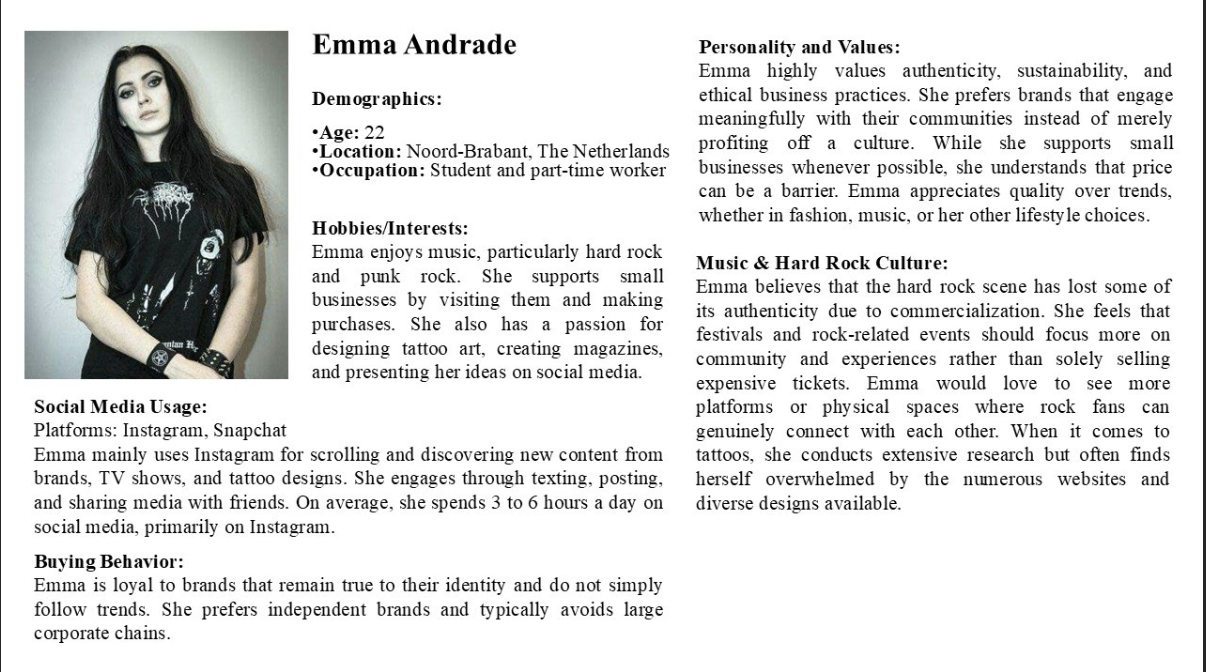 Emma Andrade
Demographics:
•Age: 22
•Location: Noord-Brabant, The Netherlands
•Occupation: Student and part-time worker
Hobbies/Interests:
Emma enjoys music, particularly hard rock
and punk rock. She supports small
businesses by visiting them and making
purchases. She also has a passion for
designing tattoo art, creating magazines,
and presenting her ideas on social media.
Social Media Usage:
Platforms: Instagram, Snapchat
Emma mainly uses Instagram for scrolling and discovering new content from
brands, TV shows, and tattoo designs. She engages through texting, posting,
and sharing media with friends. On average, she spends 3 to 6 hours a day on
social media, primarily on Instagram.
Buying Behavior:
Emma is loyal to brands that remain true to their identity and do not simply
follow trends. She prefers independent brands and typically avoids large
corporate chains.
Personality and Values:
Emma highly values authenticity, sustainability, and
ethical business practices. She prefers brands that engage
meaningfully with their communities instead of merely
profiting off a culture. While she supports small
businesses whenever possible, she understands that price
can be a barrier. Emma appreciates quality over trends,
whether in fashion, music, or her other lifestyle choices.
Music & Hard Rock Culture:
Emma believes that the hard rock scene has lost some of
its authenticity due to commercialization. She feels that
festivals and rock-related events should focus more on
community and experiences rather than solely selling
expensive tickets. Emma would love to see more
platforms or physical spaces where rock fans can
genuinely connect with each other. When it comes to
tattoos, she conducts extensive research but often finds
herself overwhelmed by the numerous websites and
diverse designs available.